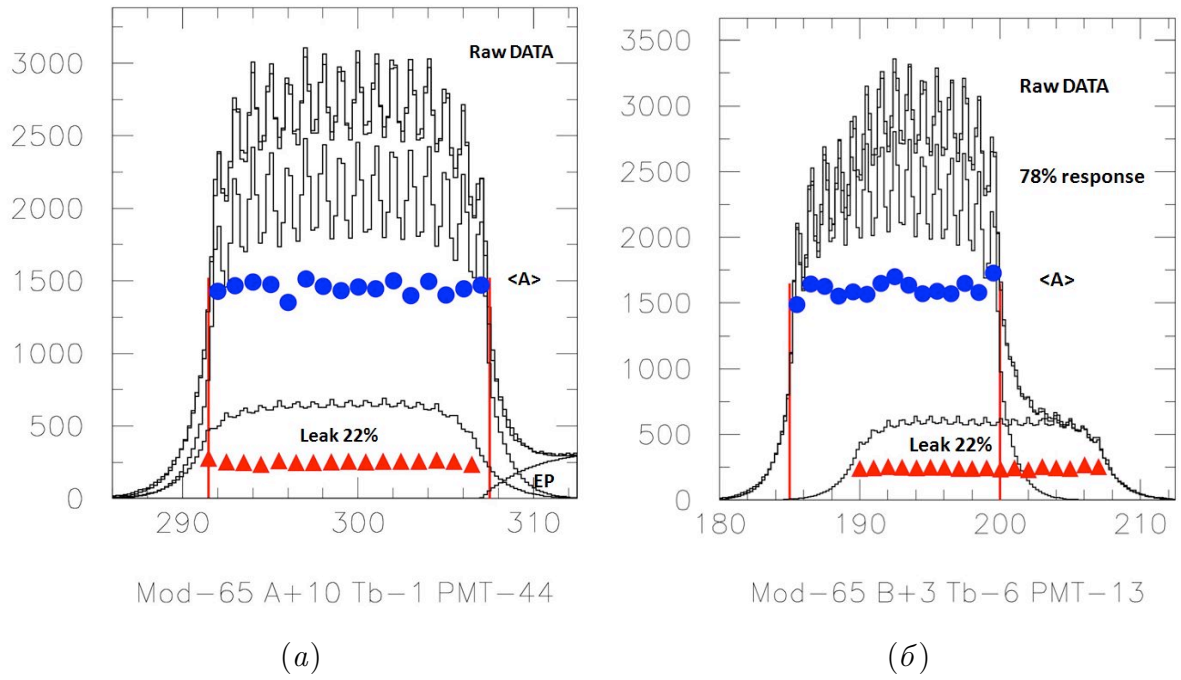 Raw DATA
3000
2500
2000
1500
1000
500
0
<A>
Leak 22%
EP
290 300 310
Mod-65 A+10 Tb-1 PMT-44
(а)
3500
3000
2500
2000
1500
1000
500
0
Raw DATA
78% response
<A>
Leak 22%
180 190 200 210
Mod-65 B+3 Tb-6 PMT-13
(б)